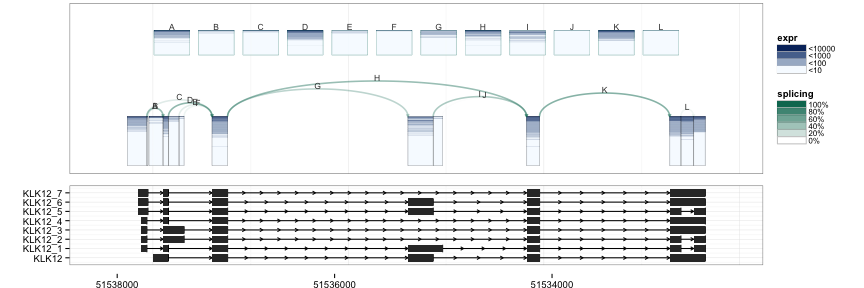 A B C D E F G H I J K L
expr
<10000
<1000
<100
<10
splicing
100%
80%
60%
40%
20%
0%
C G H I J K L
KLK12_7
KLK12_6
KLK12_5
KLK12_4
KLK12_3
KLK12_2
KLK12_1
KLK12
51538000 51536000 51534000